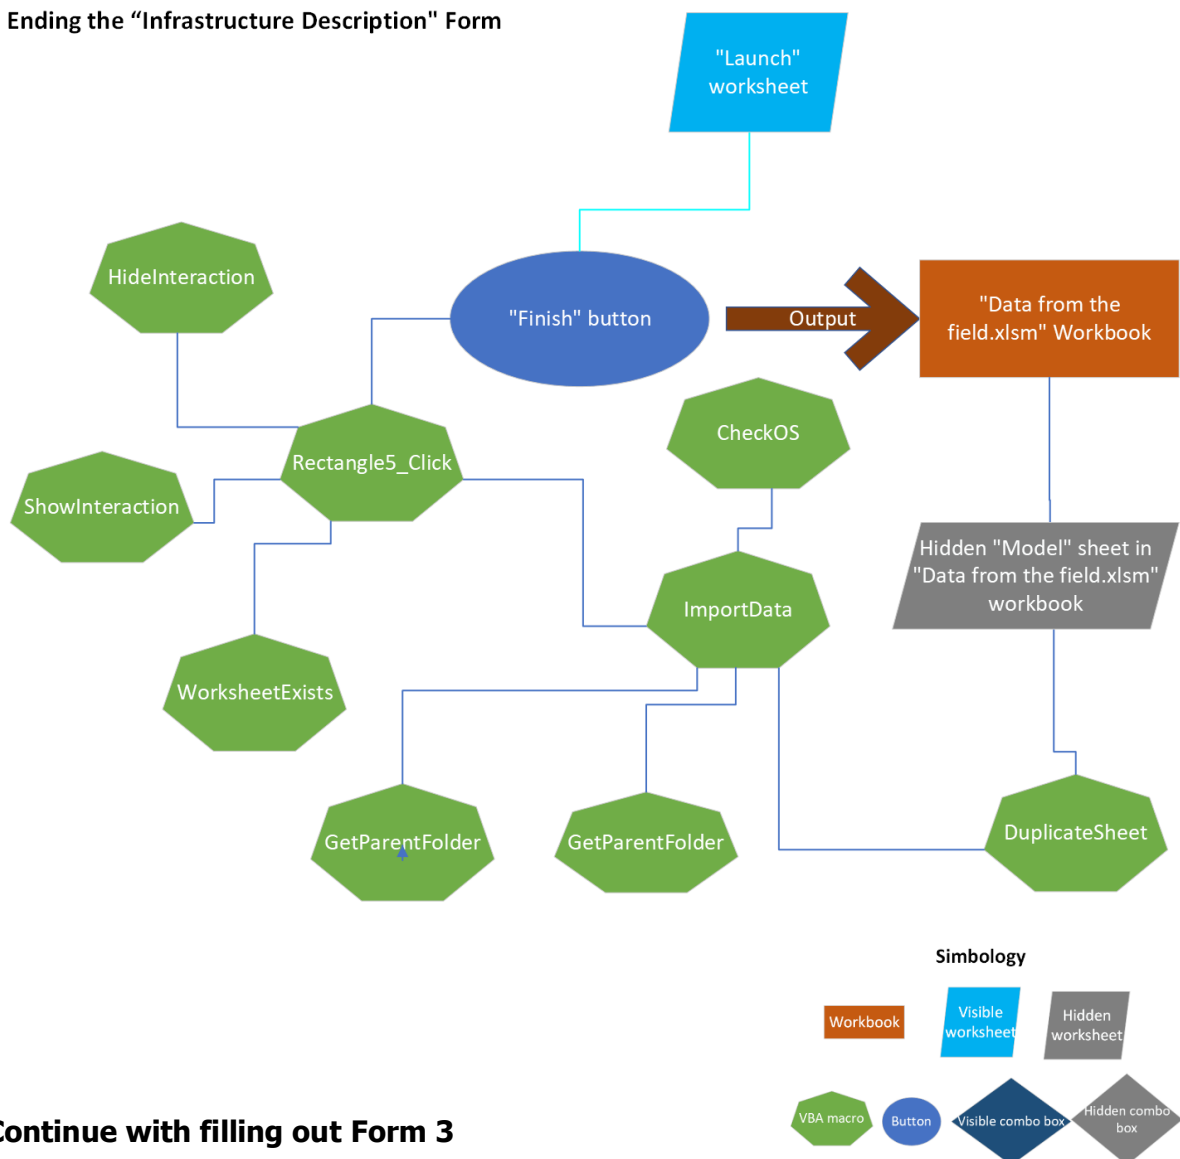 Ending the “Infrastructure Description" Form
"Launch"
worksheet
HideInteraction
"Finish" button
Output
"Data from the
field.xlsm" Workbook
CheckOS
Rectangle5_Click
ShowInteraction
Hidden "Model" sheet in
"Data from the field.xlsm"
workbook
ImportData
WorksheetExists
GetParentFolder
GetParentFolder
DuplicateSheet
Simbology
Workbook
Visible
worksheet
Hidden
worksheet
VBA macro
Button
Visible combo box
Hidden combo
box
Continue with filling out Form 3